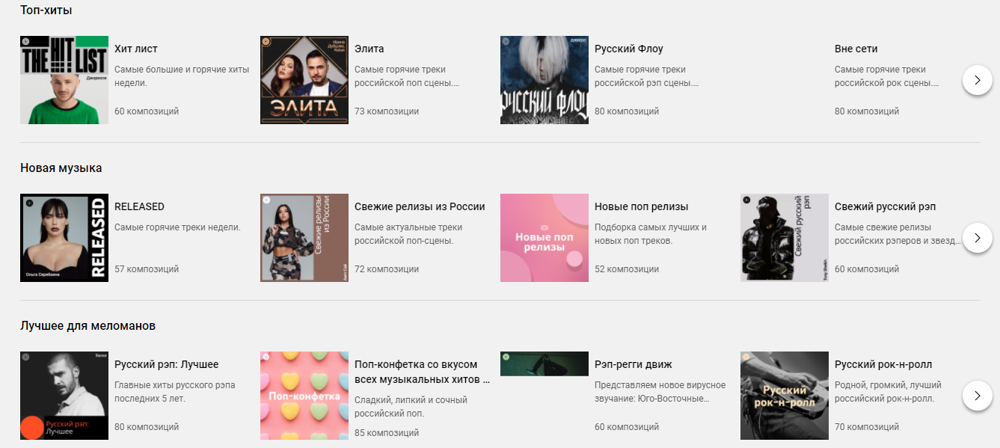 Топ-хиты
THE HIT LIST
Джарахов
Хит лист
Самые большие и горячие хиты
недели.
60 композиций
Ирина
Дубцова,
Natan
ЭЛИТА
Элита
Самые горячие треки
российской поп сцены....
73 композиции
ДЖИЗУС
РУССКИЙ ФЛОУ
Русский Флоу
Самые горячие треки
российской рэп сцены....
80 композиций
Вне сети
Самые горячие треки
российской рок сцены....
80 композиций
Новая музыка
RELEASED
Ольга Серябкина
RELEASED
Самые горячие треки недели.
57 композиций
Свежие релизы
из России
Свежие релизы из России
Самые актуальные треки
российской поп-сцены.
72 композиции
Новые поп
релизы
Новые поп релизы
Подборка самых лучших и
новых поп треков.
52 композиции
Свежий русский
рэп
Свежий русский рэп
Самые свежие релизы
российских рэперов и звезд...
60 композиций
Лучшее для меломанов
Русский рэп:
Лучшее
Русский рэп: Лучшее
Главные хиты русского рэпа
последних 5 лет.
80 композиций
Поп-конфетка
Поп-конфетка со вкусом
всех музыкальных хитов ...
Сладкий, липкий и сочный
российский поп.
85 композиций
Рэп-регги движ
Представляем новое вирусное
звучание: Юго-Восточные...
60 композиций
Русский
рок-н-ролл
Русский рок-н-ролл
Родной, громкий, лучший
российский рок-н-ролл.
70 композиций